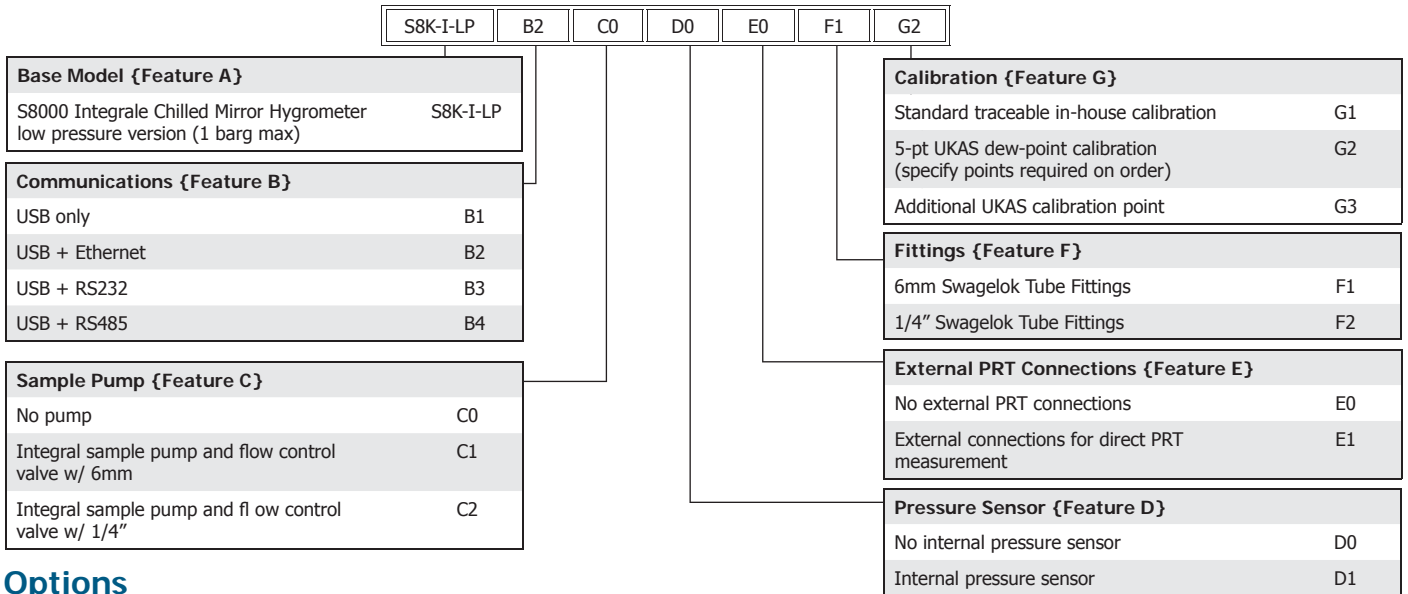 S8K-I-LP B2 C0 D0 E0 F1 G2
Base Model {Feature A}
S8000 Integrale Chilled Mirror Hygrometer S8K-I-LP
low pressure version (1 barg max)
Communications {Feature B}
USB only B1
USB + Ethernet B2
USB + RS232 B3
USB + RS485 B4
Sample Pump {Feature C}
No pump C0
Integral sample pump and flow control C1
valve w/ 6mm
Integral sample pump and fl ow control C2
valve w/ 1/4″
Options
Calibration {Feature G}
Standard traceable in-house calibration G1
5-pt UKAS dew-point calibration G2
(specify points required on order)
Additional UKAS calibration point G3
Fittings {Feature F}
6mm Swagelok Tube Fittings F1
1/4″ Swagelok Tube Fittings F2
External PRT Connections {Feature E}
No external PRT connections E0
External connections for direct PRT E1
measurement
Pressure Sensor {Feature D}
No internal pressure sensor D0
Internal pressure sensor D1